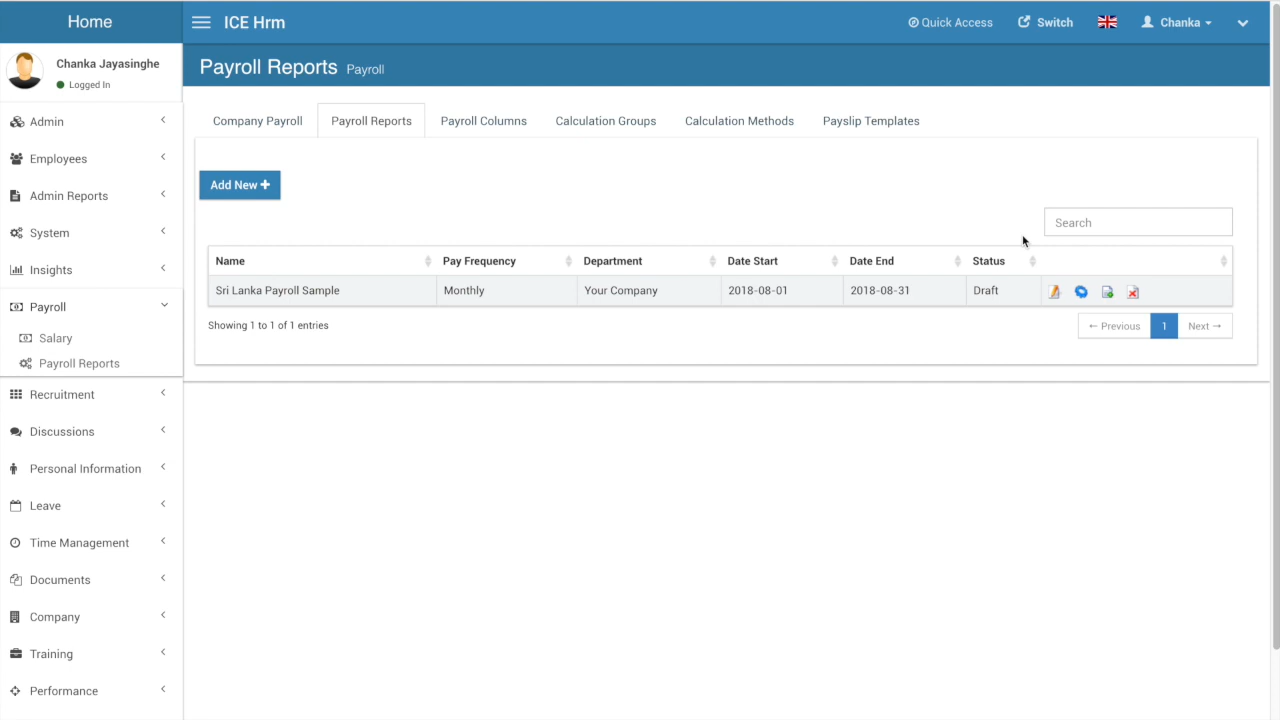 Home
ICE Hrm
Quick Access
Switch
Chanka
Chanka Jayasinghe
Logged In
Payroll Reports Payroll
Admin
Employees
Admin Reports
System
Insights
Payroll
Salary
Payroll Reports
Recruitment
Discussions
Personal Information
Leave
Time Management
Documents
Company
Training
Performance
Company Payroll Payroll Reports Payroll Columns Calculation Groups Calculation Methods Payslip Templates
Add New +
Search
Name Pay Frequency Department Date Start Date End Status
Sri Lanka Payroll Sample Monthly Your Company 2018-08-01 2018-08-31 Draft
Showing 1 to 1 of 1 entries
← Previous 1 Next →